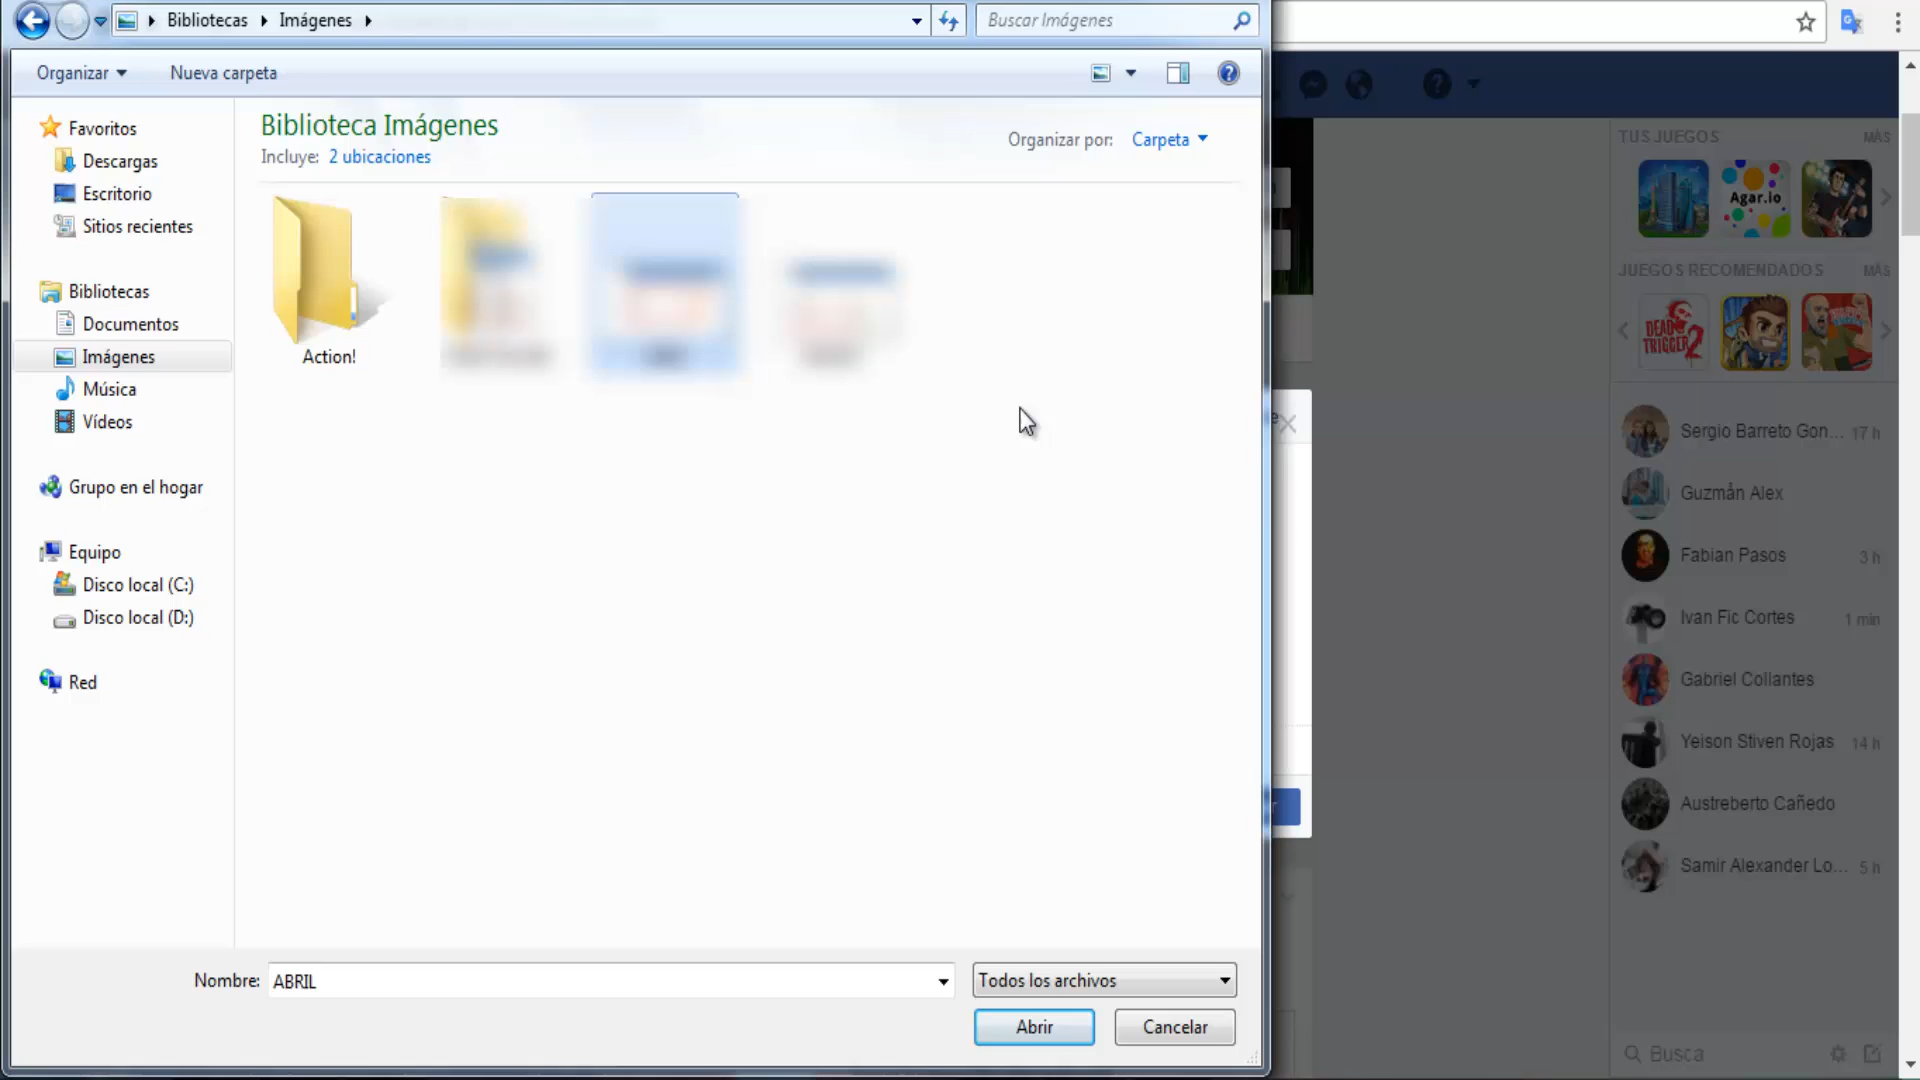 Bibliotecas Imágenes
Buscar Imágenes
Organizar
Nueva carpeta
Biblioteca Imágenes
Incluye: 2 ubicaciones
Organizar por: Carpeta
Favoritos
Descargas
Escritorio
Sitios recientes
Bibliotecas
Documentos
Imágenes
Música
Vídeos
Grupo en el hogar
Equipo
Disco local (C:)
Disco local (D:)
Red
Action!
Nombre: ABRIL
Todos los archivos
Abrir
Cancelar
TUS JUEGOS MÁS
Agar.io
JUEGOS RECOMENDADOS MÁS
DEAD TRIGGER 2
Sergio Barreto Gon... 17 h
Guzmån Alex
Fabian Pasos 3 h
Ivan Fic Cortes 1 min
Gabriel Collantes
Yeison Stiven Rojas 14 h
Austreberto Cañedo
Samir Alexander Lo... 5 h
Busca